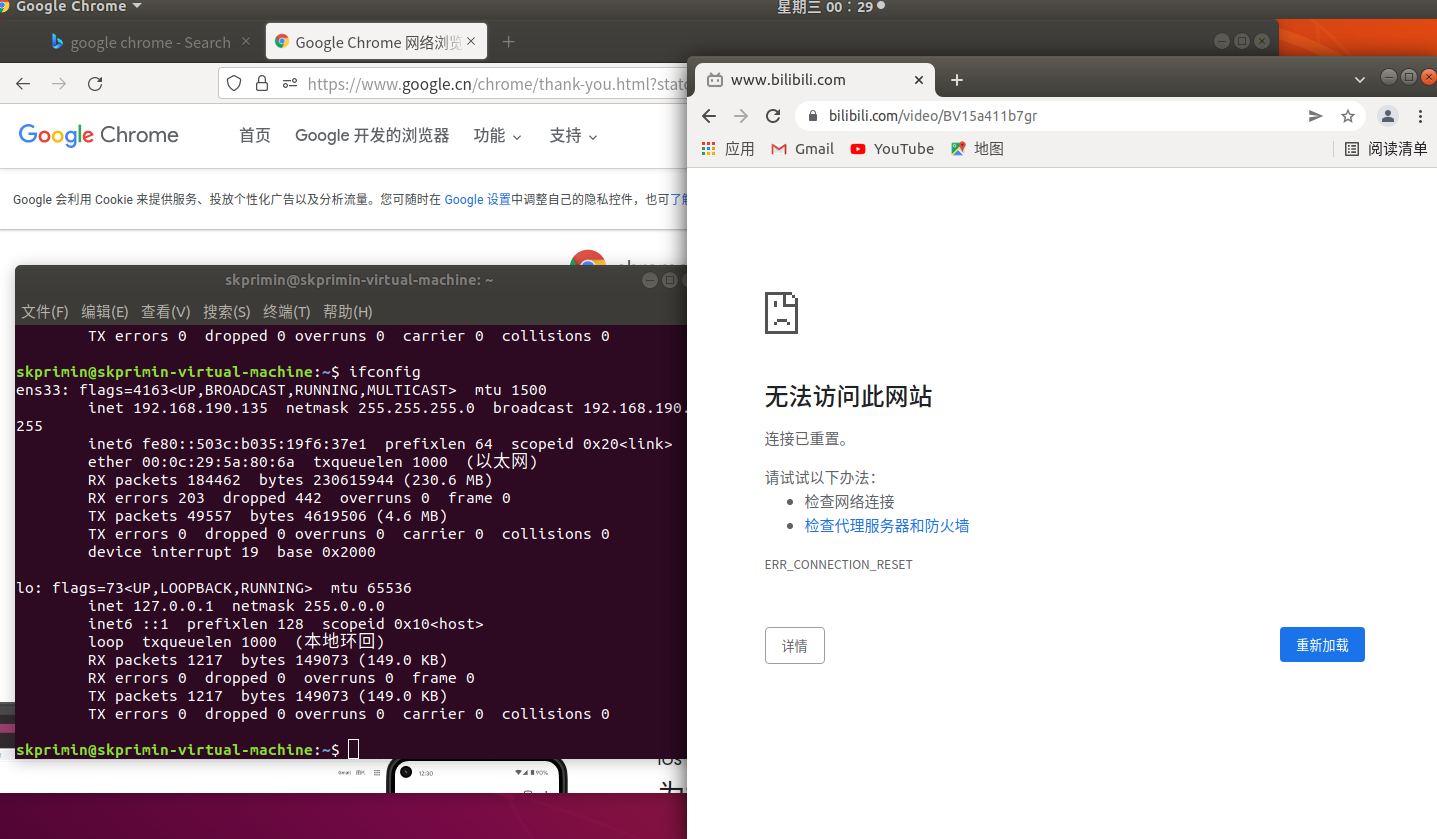 Google Chrome
星期三 00：29
google chrome - Search
Google Chrome 网络浏览
https://www.google.cn/chrome/thank-you.html?stat
Google Chrome 首页 Google 开发的浏览器 功能 支持
Google 会利用 Cookie 来提供服务、投放个性化广告以及分析流量。您可随时在 Google 设置中调整自己的隐私控件，也可了
skprimin@skprimin-virtual-machine: ~
文件(F) 编辑(E) 查看(V) 搜索(S) 终端(T) 帮助(H)
TX errors 0  dropped 0 overruns 0  carrier 0  collisions 0
skprimin@skprimin-virtual-machine:~$ ifconfig
ens33: flags=4163<UP,BROADCAST,RUNNING,MULTICAST>  mtu 1500
inet 192.168.190.135  netmask 255.255.255.0  broadcast 192.168.190.
255
inet6 fe80::503c:b035:19f6:37e1  prefixlen 64  scopeid 0x20<link>
ether 00:0c:29:5a:80:6a  txqueuelen 1000  (以太网)
RX packets 184462  bytes 230615944 (230.6 MB)
RX errors 203  dropped 442  overruns 0  frame 0
TX packets 49557  bytes 4619506 (4.6 MB)
TX errors 0  dropped 0 overruns 0  carrier 0  collisions 0
device interrupt 19  base 0x2000
lo: flags=73<UP,LOOPBACK,RUNNING>  mtu 65536
inet 127.0.0.1  netmask 255.0.0.0
inet6 ::1  prefixlen 128  scopeid 0x10<host>
loop  txqueuelen 1000  (本地环回)
RX packets 1217  bytes 149073 (149.0 KB)
RX errors 0  dropped 0  overruns 0  frame 0
TX packets 1217  bytes 149073 (149.0 KB)
TX errors 0  dropped 0 overruns 0  carrier 0  collisions 0
skprimin@skprimin-virtual-machine:~$
12:30
90%
www.bilibili.com
bilibili.com/video/BV15a411b7gr
应用 Gmail YouTube 地图 阅读清单
无法访问此网站
连接已重置。
请试试以下办法：
检查网络连接
检查代理服务器和防火墙
ERR_CONNECTION_RESET
详情
重新加载